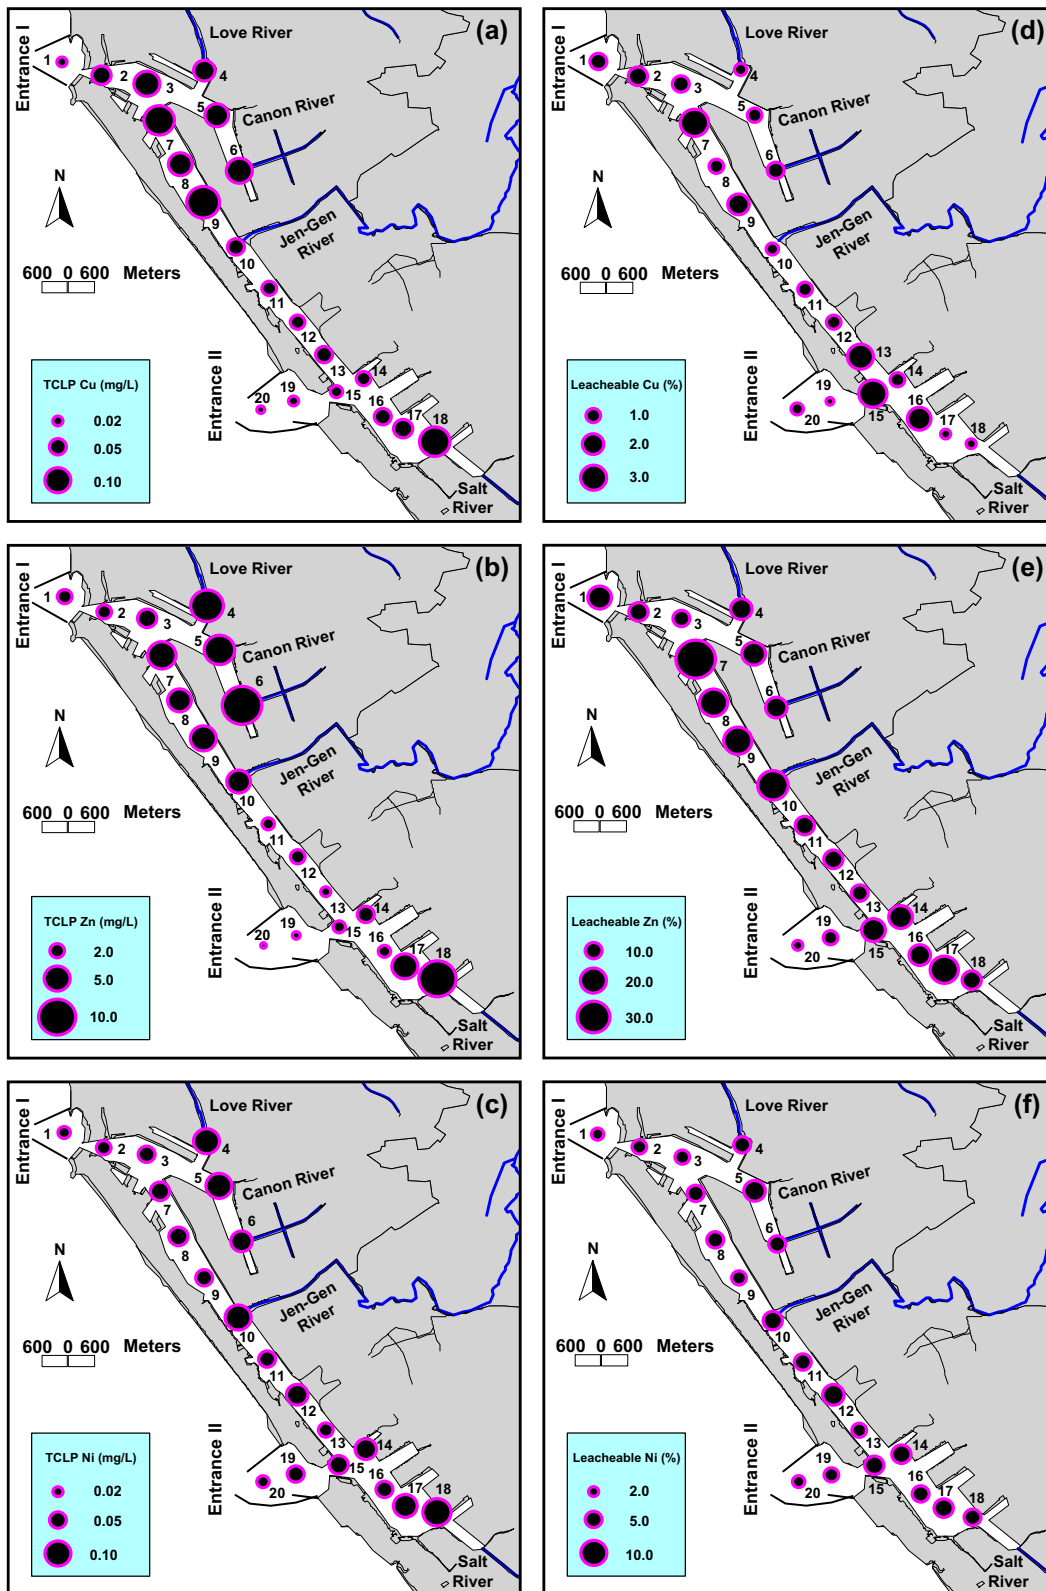 (a)
Entrance I
Love River
1
2
3
4
5
Canon River
6
7
8
9
N
Jen-Gen
River
10
600 0 600 Meters
11
12
Entrance II
13
14
15
16
17
18
19
20
TCLP Cu (mg/L)
0.02
0.05
0.10
Salt
River
(d)
Entrance I
Love River
1
2
3
4
5
Canon River
6
7
8
9
N
Jen-Gen
River
10
600 0 600 Meters
11
12
Entrance II
13
14
15
16
17
18
19
20
Leacheable Cu (%)
1.0
2.0
3.0
Salt
River
(b)
Entrance I
Love River
1
2
3
4
5
Canon River
6
7
8
9
N
Jen-Gen
River
10
600 0 600 Meters
11
12
Entrance II
13
14
15
16
17
18
19
20
TCLP Zn (mg/L)
2.0
5.0
10.0
Salt
River
(e)
Entrance I
Love River
1
2
3
4
5
Canon River
6
7
8
9
N
Jen-Gen
River
10
600 0 600 Meters
11
12
Entrance II
13
14
15
16
17
18
19
20
Leacheable Zn (%)
10.0
20.0
30.0
Salt
River
(c)
Entrance I
Love River
1
2
3
4
5
Canon River
6
7
8
9
N
Jen-Gen
River
10
600 0 600 Meters
11
12
Entrance II
13
14
15
16
17
18
19
20
TCLP Ni (mg/L)
0.02
0.05
0.10
Salt
River
(f)
Entrance I
Love River
1
2
3
4
5
Canon River
6
7
8
9
N
Jen-Gen
River
10
600 0 600 Meters
11
12
Entrance II
13
14
15
16
17
18
19
20
Leacheable Ni (%)
2.0
5.0
10.0
Salt
River